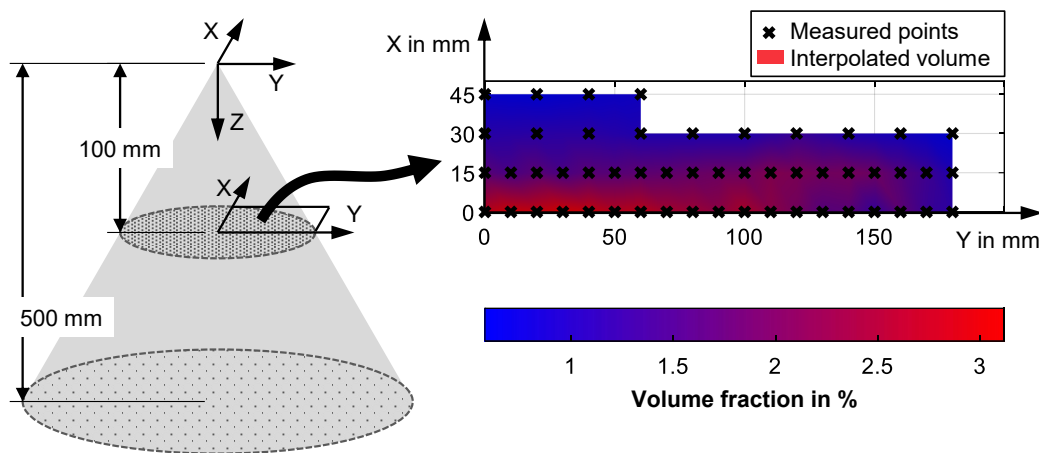 X
Y
Z
100 mm
X
Y
500 mm
X in mm
Measured points
Interpolated volume
45
30
15
0
0 50 100 150 Y in mm
1 1.5 2 2.5 3
Volume fraction in %